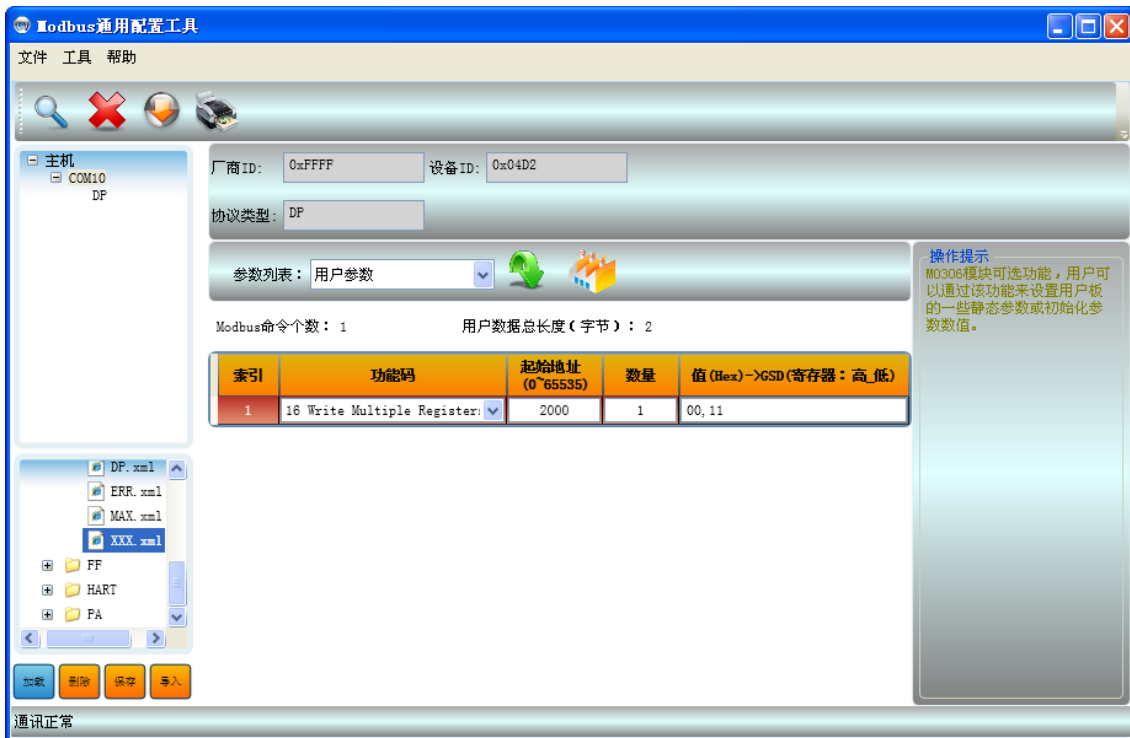 Modbus通用配置工具
文件 工具 帮助
主机
COM10
DP
厂商ID: 0xFFFF 设备ID: 0x04D2
协议类型: DP
参数列表: 用户参数
Modbus命令个数: 1 用户数据总长度(字节): 2
索引 功能码 起始地址 数量 值(Hex)->GSD(寄存器:高_低)
(0~65535)
1 16 Write Multiple Register: 2000 1 00,11
操作提示
M0306模块可选功能,用户可
以通过该功能来设置用户板
的一些静态参数或初始化参
数数值。
DP.xml
ERR.xml
MAX.xml
XXX.xml
FF
HART
PA
加载 删除 保存 导入
通讯正常